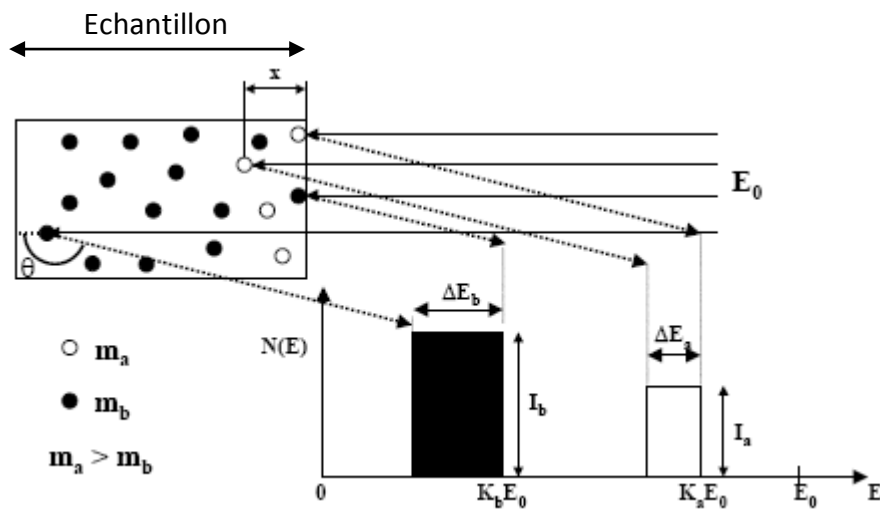 Echantillon
x
E₀
θ
ΔE_b
ΔE_a
N(E)
m_a
I_b
m_b
I_a
m_a > m_b
0
K_bE₀
K_aE₀
E₀
E